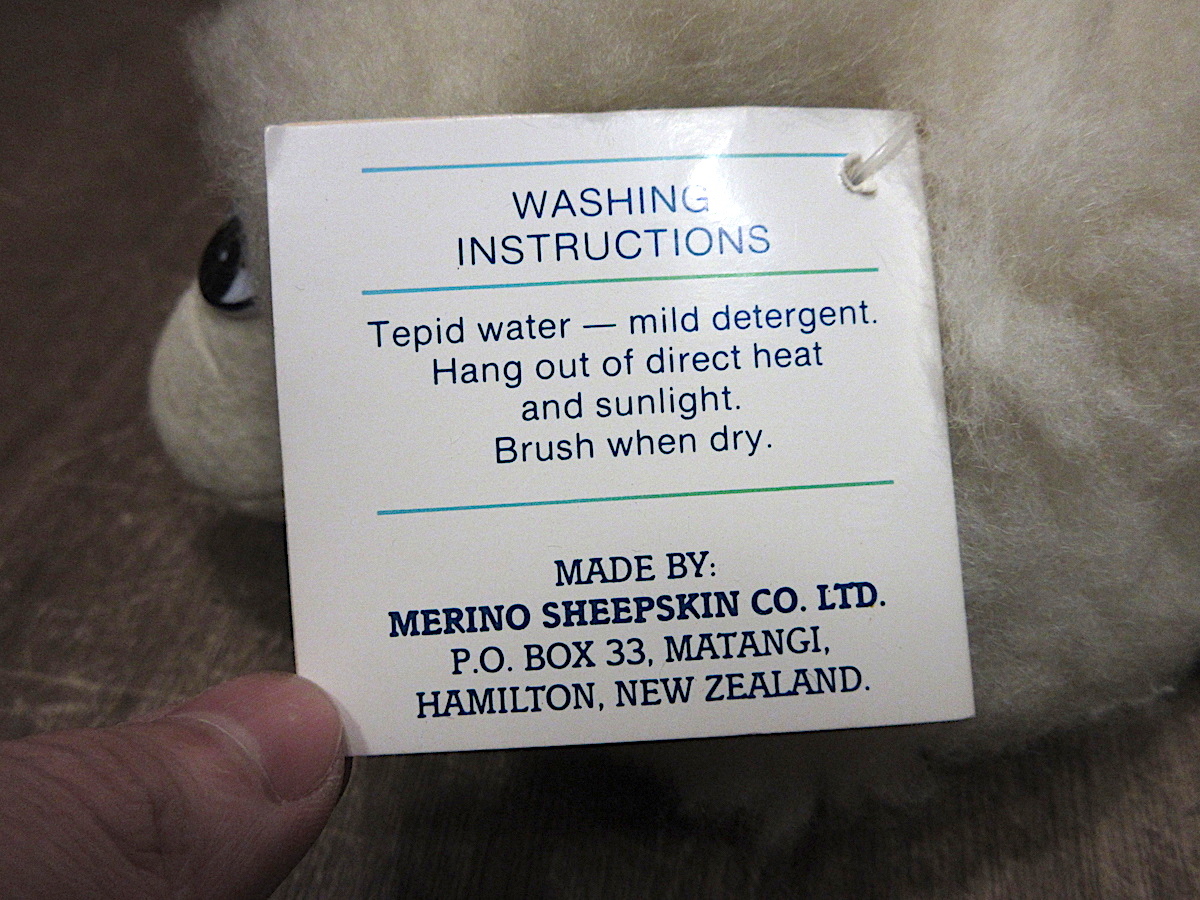 WASHING
INSTRUCTIONS
Tepid water — mild detergent.
Hang out of direct heat
and sunlight.
Brush when dry.
MADE BY:
MERINO SHEEPSKIN CO. LTD.
P.O. BOX 33, MATANGI,
HAMILTON, NEW ZEALAND.